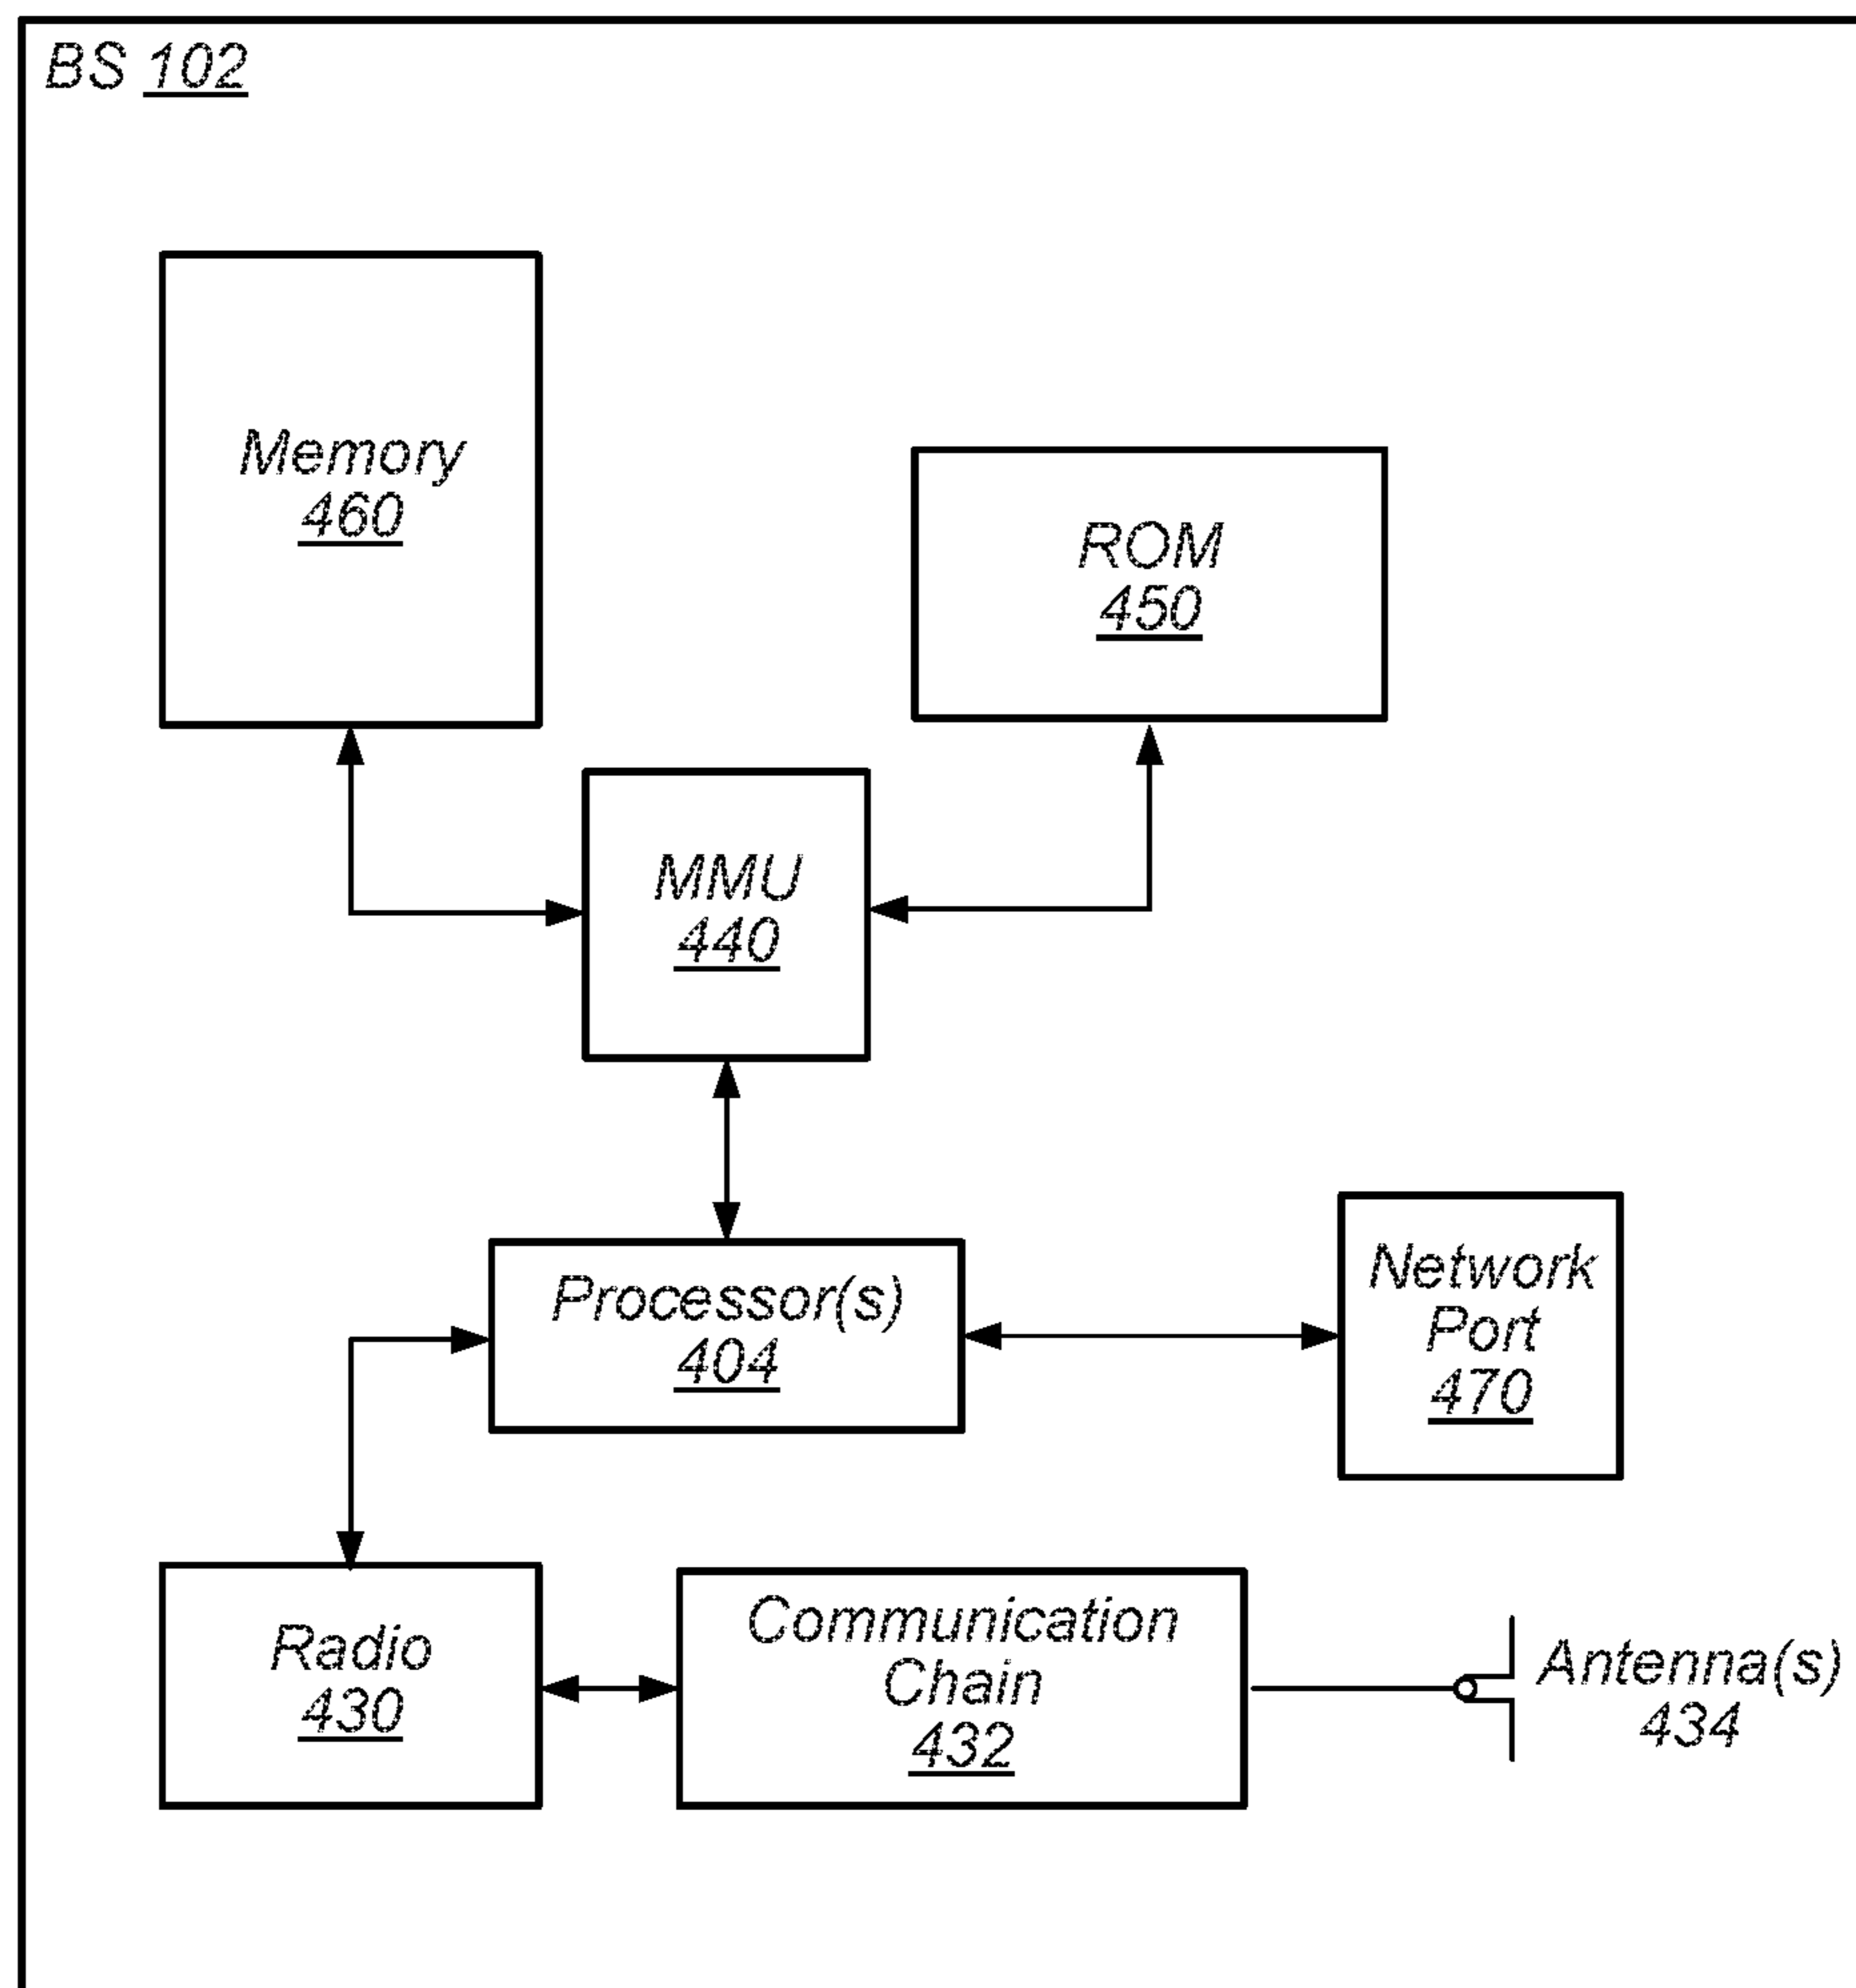 BS 102
Memory
460
ROM
450
MMU
440
Processor(s)
404
Network
Port
470
Radio
430
Communication
Chain
432
Antenna(s)
434